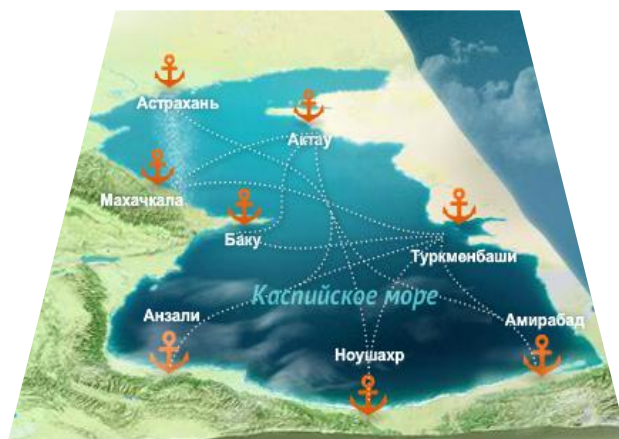 Астрахань
Актау
Махачкала
Баку
Туркменбаши
Каспийское море
Анзали
Амирабад
Ноушахр